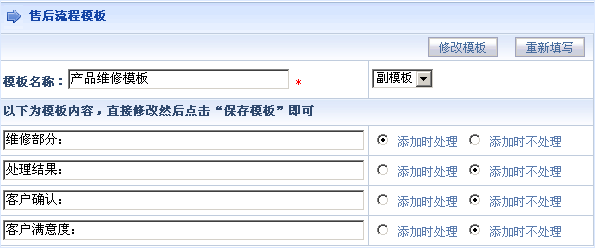 售后流程模板
修改模板 重新填写
模板名称：产品维修模板 * 副模板
以下为模板内容，直接修改然后点击“保存模板”即可
维修部分： 添加时处理 添加时不处理
处理结果： 添加时处理 添加时不处理
客户确认： 添加时处理 添加时不处理
客户满意度： 添加时处理 添加时不处理